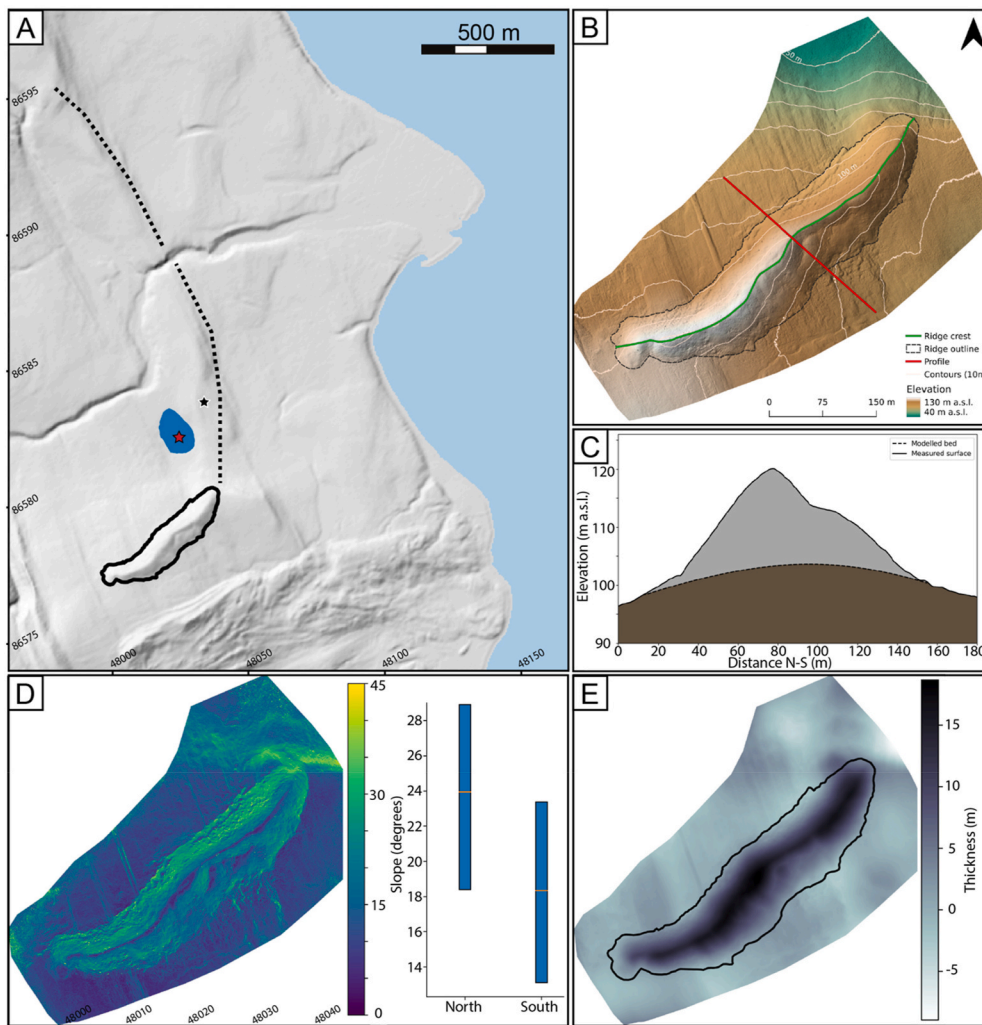 A
500 m
86595
86590
86585
86580
86575
48000
48050
48100
48150
B
50 m
100 m
Ridge crest
Ridge outline
Profile
Contours (10m
Elevation
130 m a.s.l.
40 m a.s.l.
0 75 150 m
C
Modelled bed
Measured surface
Elevation (m a.s.l.)
120
110
100
90
0 20 40 60 80 100 120 140 160 180
Distance N-S (m)
D
45
30
15
0
48000
48010
48020
48030
48040
Slope (degrees)
28
26
24
22
20
18
16
14
North South
E
15
10
5
0
-5
Thickness (m)